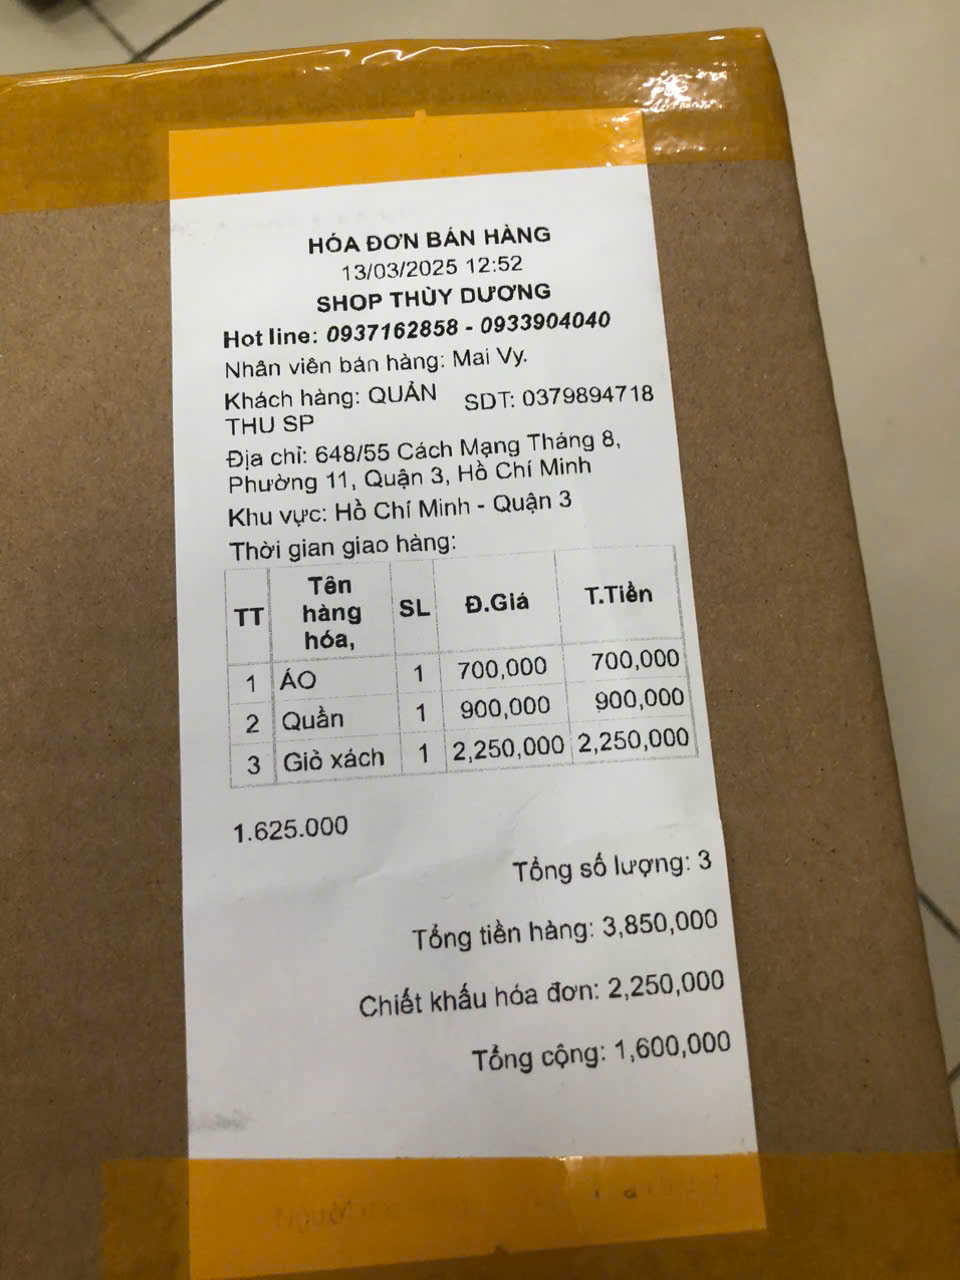 HÓA ĐƠN BÁN HÀNG
13/03/2025 12:52
SHOP THÙY DƯƠNG
Hot line: 0937162858 - 0933904040
Nhân viên bán hàng: Mai Vy.
Khách hàng: QUẢN THU SP SDT: 0379894718
Địa chỉ: 648/55 Cách Mạng Tháng 8,
Phường 11, Quận 3, Hồ Chí Minh
Khu vực: Hồ Chí Minh - Quận 3
Thời gian giao hàng:
TT Tên hàng hóa, SL Đ.Giá T.Tiền
1 ÁO 1 700,000 700,000
2 Quần 1 900,000 900,000
3 Giỏ xách 1 2,250,000 2,250,000
1.625.000
Tổng số lượng: 3
Tổng tiền hàng: 3,850,000
Chiết khấu hóa đơn: 2,250,000
Tổng cộng: 1,600,000